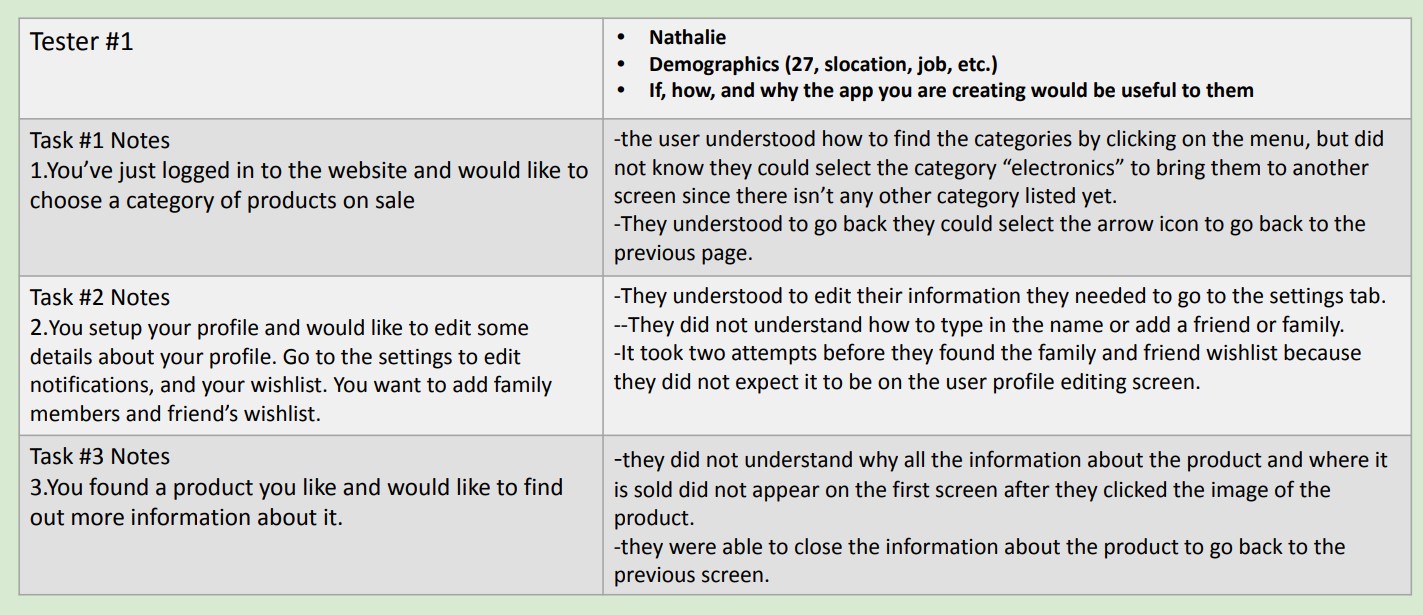 Tester #1
• Nathalie
• Demographics (27, slocation, job, etc.)
• If, how, and why the app you are creating would be useful to them
Task #1 Notes
1.You’ve just logged in to the website and would like to
choose a category of products on sale
-the user understood how to find the categories by clicking on the menu, but did
not know they could select the category “electronics” to bring them to another
screen since there isn’t any other category listed yet.
-They understood to go back they could select the arrow icon to go back to the
previous page.
Task #2 Notes
2.You setup your profile and would like to edit some
details about your profile. Go to the settings to edit
notifications, and your wishlist. You want to add family
members and friend’s wishlist.
-They understood to edit their information they needed to go to the settings tab.
--They did not understand how to type in the name or add a friend or family.
-It took two attempts before they found the family and friend wishlist because
they did not expect it to be on the user profile editing screen.
Task #3 Notes
3.You found a product you like and would like to find
out more information about it.
-they did not understand why all the information about the product and where it
is sold did not appear on the first screen after they clicked the image of the
product.
-they were able to close the information about the product to go back to the
previous screen.